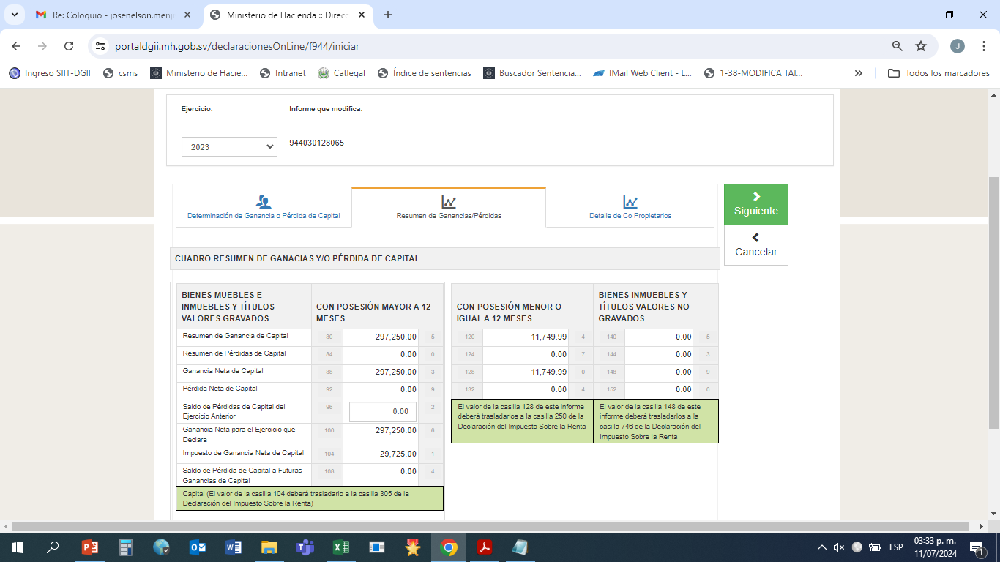 Re: Coloquio - josenelson.menj
Ministerio de Hacienda :: Direcc
portaldgii.mh.gob.sv/declaracionesOnLine/f944/iniciar
J
Ingreso SIIT-DGII
csms
Ministerio de Hacie...
Intranet
Catlegal
Índice de sentencias
Buscador Sentencia...
IMail Web Client - L...
1-38-MODIFICA TAI...
Todos los marcadores
Ejercicio:
Informe que modifica:
2023
944030128065
Determinación de Ganancia o Pérdida de Capital
Resumen de Ganancias/Pérdidas
Detalle de Co Propietarios
Siguiente
Cancelar
CUADRO RESUMEN DE GANACIAS Y/O PÉRDIDA DE CAPITAL
BIENES MUEBLES E
INMUEBLES Y TÍTULOS
VALORES GRAVADOS
CON POSESIÓN MAYOR A 12
MESES
CON POSESIÓN MENOR O
IGUAL A 12 MESES
BIENES INMUEBLES Y
TÍTULOS VALORES NO
GRAVADOS
Resumen de Ganancia de Capital 80 297,250.00 5 120 11,749.99 4 140 0.00 5
Resumen de Pérdidas de Capital 84 0.00 0 124 0.00 7 144 0.00 3
Ganancia Neta de Capital 88 297,250.00 3 128 11,749.99 0 148 0.00 9
Pérdida Neta de Capital 92 0.00 9 132 0.00 4 152 0.00 0
Saldo de Pérdidas de Capital del
Ejercicio Anterior
96 0.00 2
El valor de la casilla 128 de este informe
deberá trasladarlos a la casilla 250 de la
Declaración del Impuesto Sobre la Renta
El valor de la casilla 148 de este
informe deberá trasladarlos a la
casilla 746 de la Declaración del
Impuesto Sobre la Renta
Ganancia Neta para el Ejercicio que
Declara
100 297,250.00 6
Impuesto de Ganancia Neta de Capital 104 29,725.00 1
Saldo de Pérdida de Capital a Futuras
Ganancias de Capital
108 0.00 4
Capital (El valor de la casilla 104 deberá trasladarlo a la casilla 305 de la
Declaración del Impuesto Sobre la Renta)
ESP
03:33 p. m.
11/07/2024
1